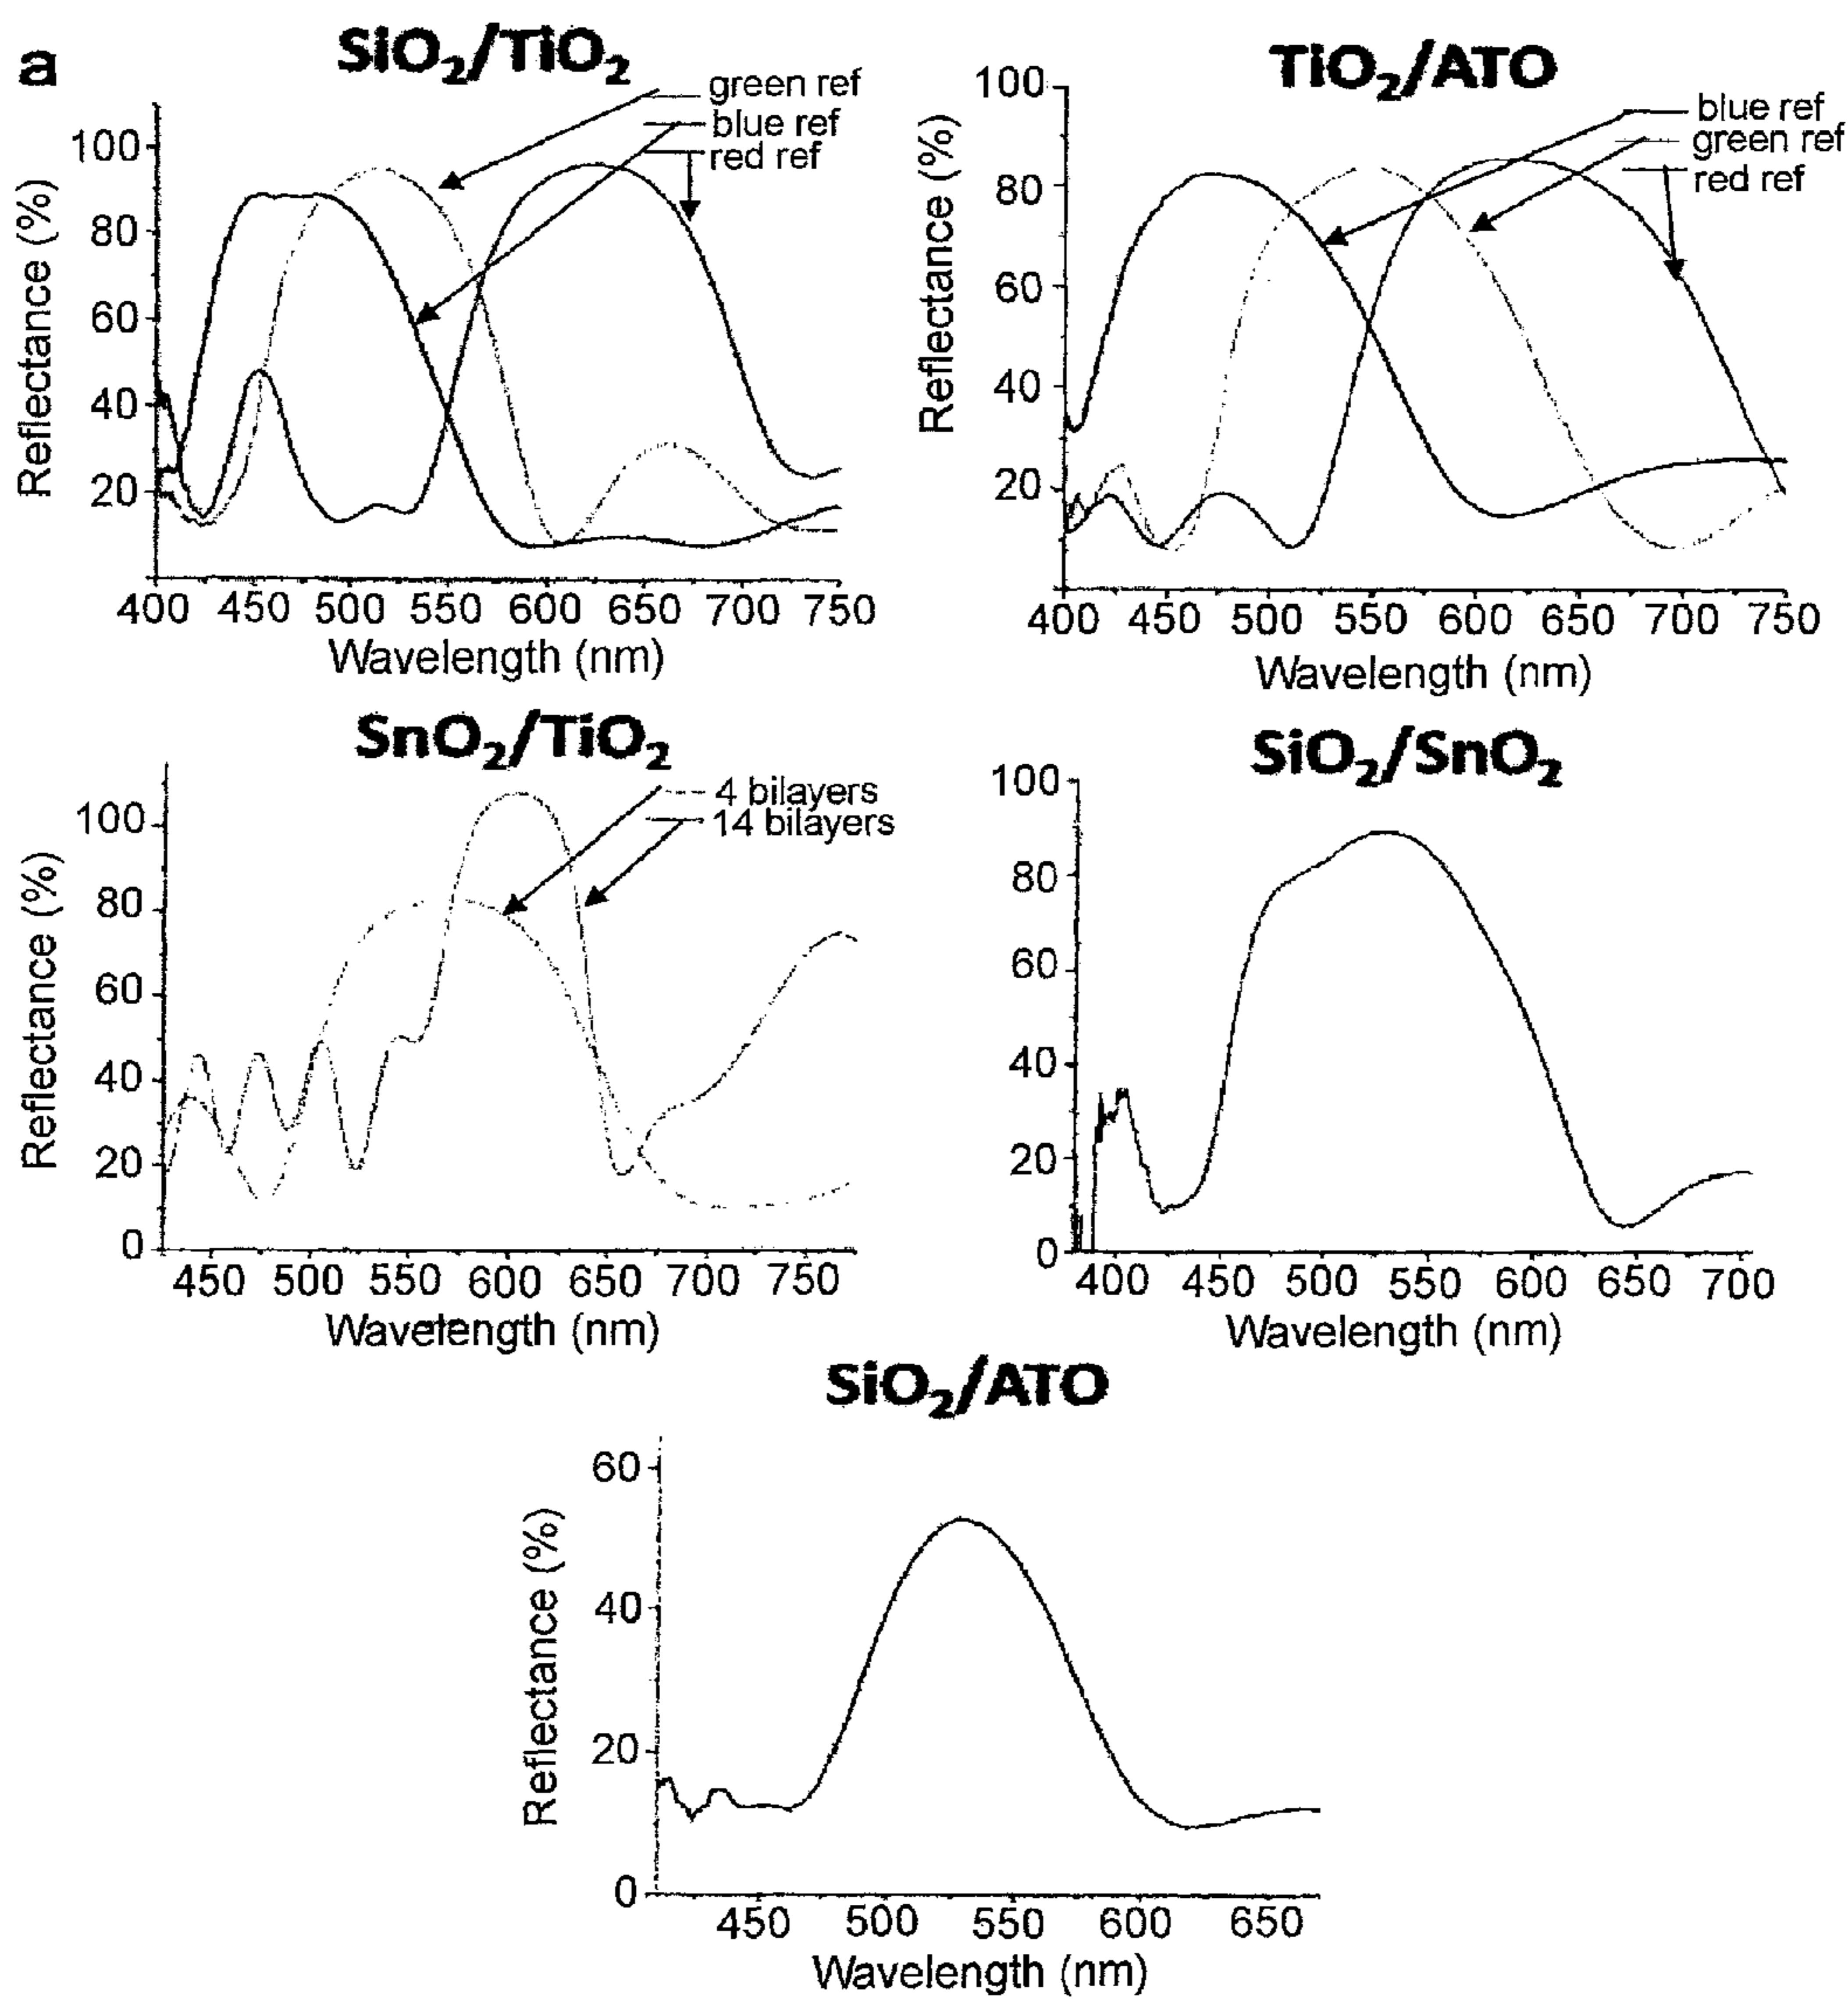 a
SiO₂/TiO₂
green ref
blue ref
red ref
Reflectance (%)
100
80
60
40
20
400 450 500 550 600 650 700 750
Wavelength (nm)
TiO₂/ATO
blue ref
green ref
red ref
Reflectance (%)
100
80
60
40
20
400 450 500 550 600 650 700 750
Wavelength (nm)
SnO₂/TiO₂
4 bilayers
14 bilayers
Reflectance (%)
100
80
60
40
20
0
450 500 550 600 650 700 750
Wavelength (nm)
SiO₂/SnO₂
100
80
60
40
20
0
400 450 500 550 600 650 700
Wavelength (nm)
SiO₂/ATO
Reflectance (%)
60
40
20
0
450 500 550 600 650
Wavelength (nm)